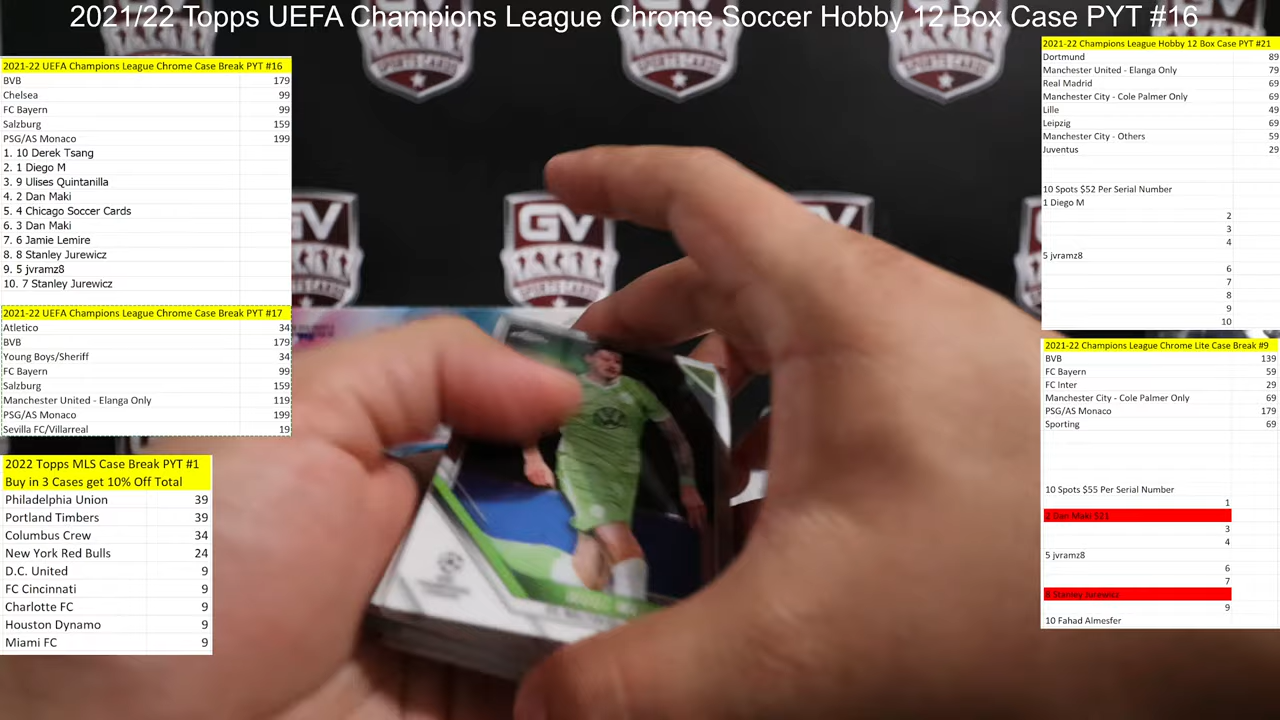 2021/22 Topps UEFA Champions League Chrome Soccer Hobby 12 Box Case PYT #16
2021-22 UEFA Champions League Chrome Case Break PYT #16
BVB 179
Chelsea 99
FC Bayern 99
Salzburg 159
PSG/AS Monaco 199
1. 10 Derek Tsang
2. 1 Diego M
3. 9 Ulises Quintanilla
4. 2 Dan Maki
5. 4 Chicago Soccer Cards
6. 3 Dan Maki
7. 6 Jamie Lemire
8. 8 Stanley Jurewicz
9. 5 jvramz8
10. 7 Stanley Jurewicz
2021-22 UEFA Champions League Chrome Case Break PYT #17
Atletico 34
BVB 179
Young Boys/Sheriff 34
FC Bayern 99
Salzburg 159
Manchester United - Elanga Only 119
PSG/AS Monaco 199
Sevilla FC/Villarreal 19
2022 Topps MLS Case Break PYT #1
Buy in 3 Cases get 10% Off Total
Philadelphia Union 39
Portland Timbers 39
Columbus Crew 34
New York Red Bulls 24
D.C. United 9
FC Cincinnati 9
Charlotte FC 9
Houston Dynamo 9
Miami FC 9
2021-22 Champions League Hobby 12 Box Case PYT #21
Dortmund 89
Manchester United - Elanga Only 79
Real Madrid 69
Manchester City - Cole Palmer Only 69
Lille 49
Leipzig 69
Manchester City - Others 59
Juventus 29
10 Spots $52 Per Serial Number
1 Diego M
2
3
4
5 jvramz8
6
7
8
9
10
2021-22 Champions League Chrome Lite Case Break #9
BVB 139
FC Bayern 59
FC Inter 29
Manchester City - Cole Palmer Only 69
PSG/AS Monaco 179
Sporting 69
10 Spots $55 Per Serial Number
1
2 Dan Maki $21
3
4
5 jvramz8
6
7
8 Stanley Jurewicz
9
10 Fahad Almesfer
GV
SPORTS CARDS